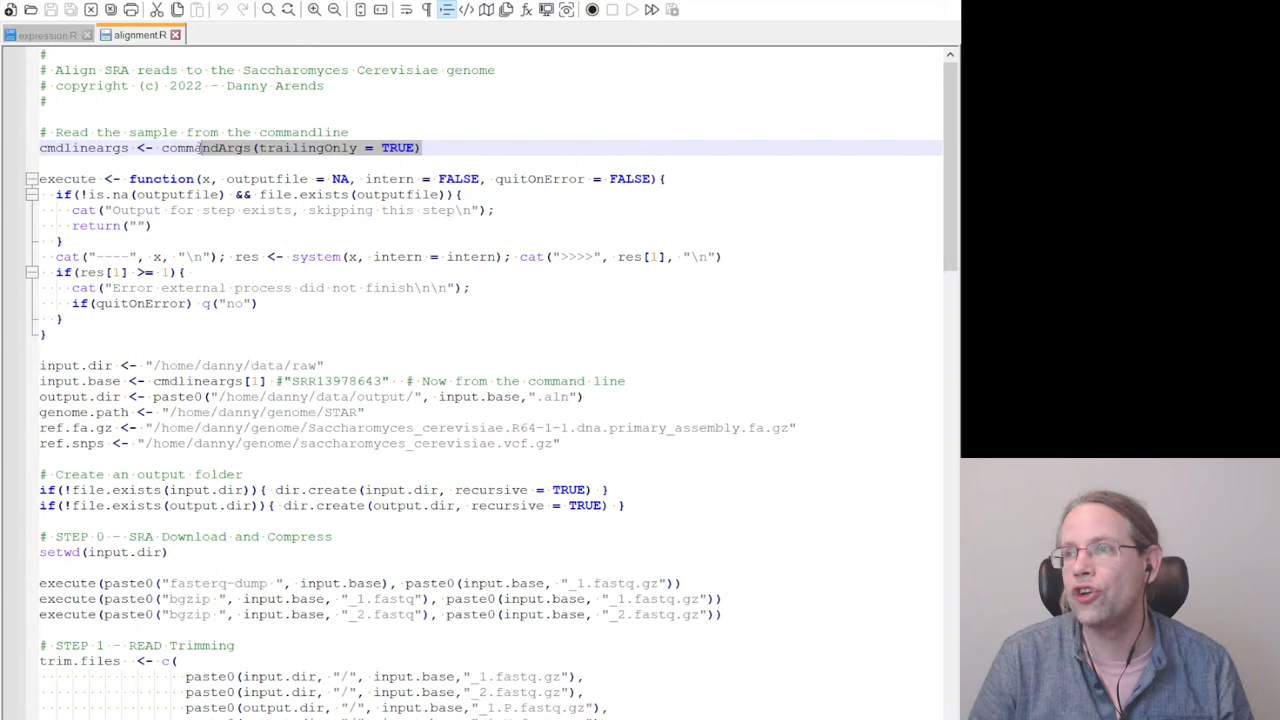 expression.R
alignment.R
#
# Align SRA reads to the Saccharomyces Cerevisiae genome
# copyright (c) 2022 - Danny Arends
#
# Read the sample from the commandline
cmdlineargs <- commandArgs(trailingOnly = TRUE)
execute <- function(x, outputfile = NA, intern = FALSE, quitOnError = FALSE){
if(!is.na(outputfile) && file.exists(outputfile)){
cat("Output for step exists, skipping this step\n");
return("")
}
cat("----", x, "\n"); res <- system(x, intern = intern); cat(">>>>", res[1], "\n")
if(res[1] >= 1){
cat("Error external process did not finish\n\n");
if(quitOnError) q("no")
}
}
input.dir <- "/home/danny/data/raw"
input.base <- cmdlineargs[1] #"SRR13978643" # Now from the command line
output.dir <- paste0("/home/danny/data/output/", input.base,".aln")
genome.path <- "/home/danny/genome/STAR"
ref.fa.gz <- "/home/danny/genome/Saccharomyces_cerevisiae.R64-1-1.dna.primary_assembly.fa.gz"
ref.snps <- "/home/danny/genome/saccharomyces_cerevisiae.vcf.gz"
# Create an output folder
if(!file.exists(input.dir)){ dir.create(input.dir, recursive = TRUE) }
if(!file.exists(output.dir)){ dir.create(output.dir, recursive = TRUE) }
# STEP 0 - SRA Download and Compress
setwd(input.dir)
execute(paste0("fasterq-dump ", input.base), paste0(input.base, "_1.fastq.gz"))
execute(paste0("bgzip ", input.base, "_1.fastq"), paste0(input.base, "_1.fastq.gz"))
execute(paste0("bgzip ", input.base, "_2.fastq"), paste0(input.base, "_2.fastq.gz"))
# STEP 1 - READ Trimming
trim.files <- c(
paste0(input.dir, "/", input.base,"_1.fastq.gz"),
paste0(input.dir, "/", input.base,"_2.fastq.gz"),
paste0(output.dir, "/", input.base,"_1.P.fastq.gz"),